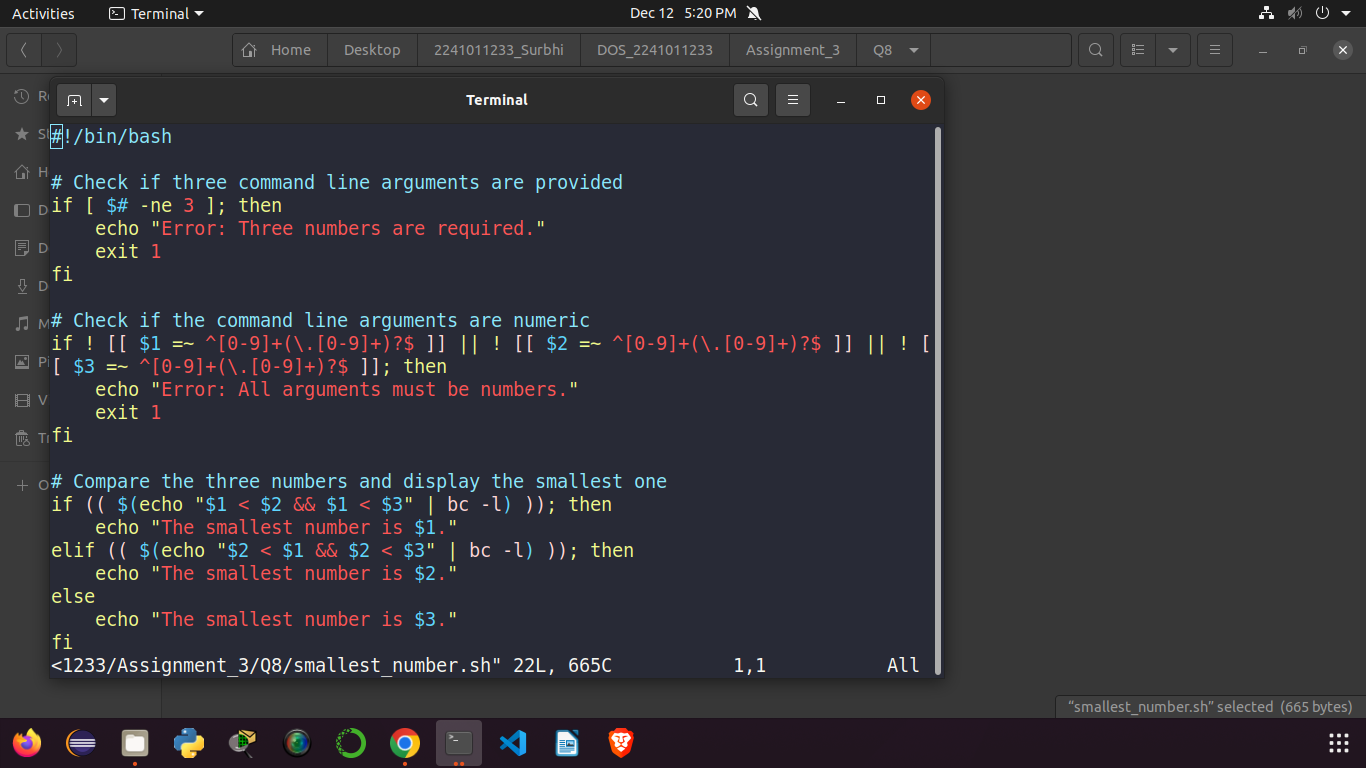 Activities Terminal Dec 12 5:20 PM
Home Desktop 2241011233_Surbhi DOS_2241011233 Assignment_3 Q8
Terminal
#!/bin/bash
# Check if three command line arguments are provided
if [ $# -ne 3 ]; then
    echo "Error: Three numbers are required."
    exit 1
fi
# Check if the command line arguments are numeric
if ! [[ $1 =~ ^[0-9]+(\.[0-9]+)?$ ]] || ! [[ $2 =~ ^[0-9]+(\.[0-9]+)?$ ]] || ! [
[ $3 =~ ^[0-9]+(\.[0-9]+)?$ ]]; then
    echo "Error: All arguments must be numbers."
    exit 1
fi
# Compare the three numbers and display the smallest one
if (( $(echo "$1 < $2 && $1 < $3" | bc -l) )); then
    echo "The smallest number is $1."
elif (( $(echo "$2 < $1 && $2 < $3" | bc -l) )); then
    echo "The smallest number is $2."
else
    echo "The smallest number is $3."
fi
<1233/Assignment_3/Q8/smallest_number.sh" 22L, 665C 1,1 All
“smallest_number.sh” selected (665 bytes)